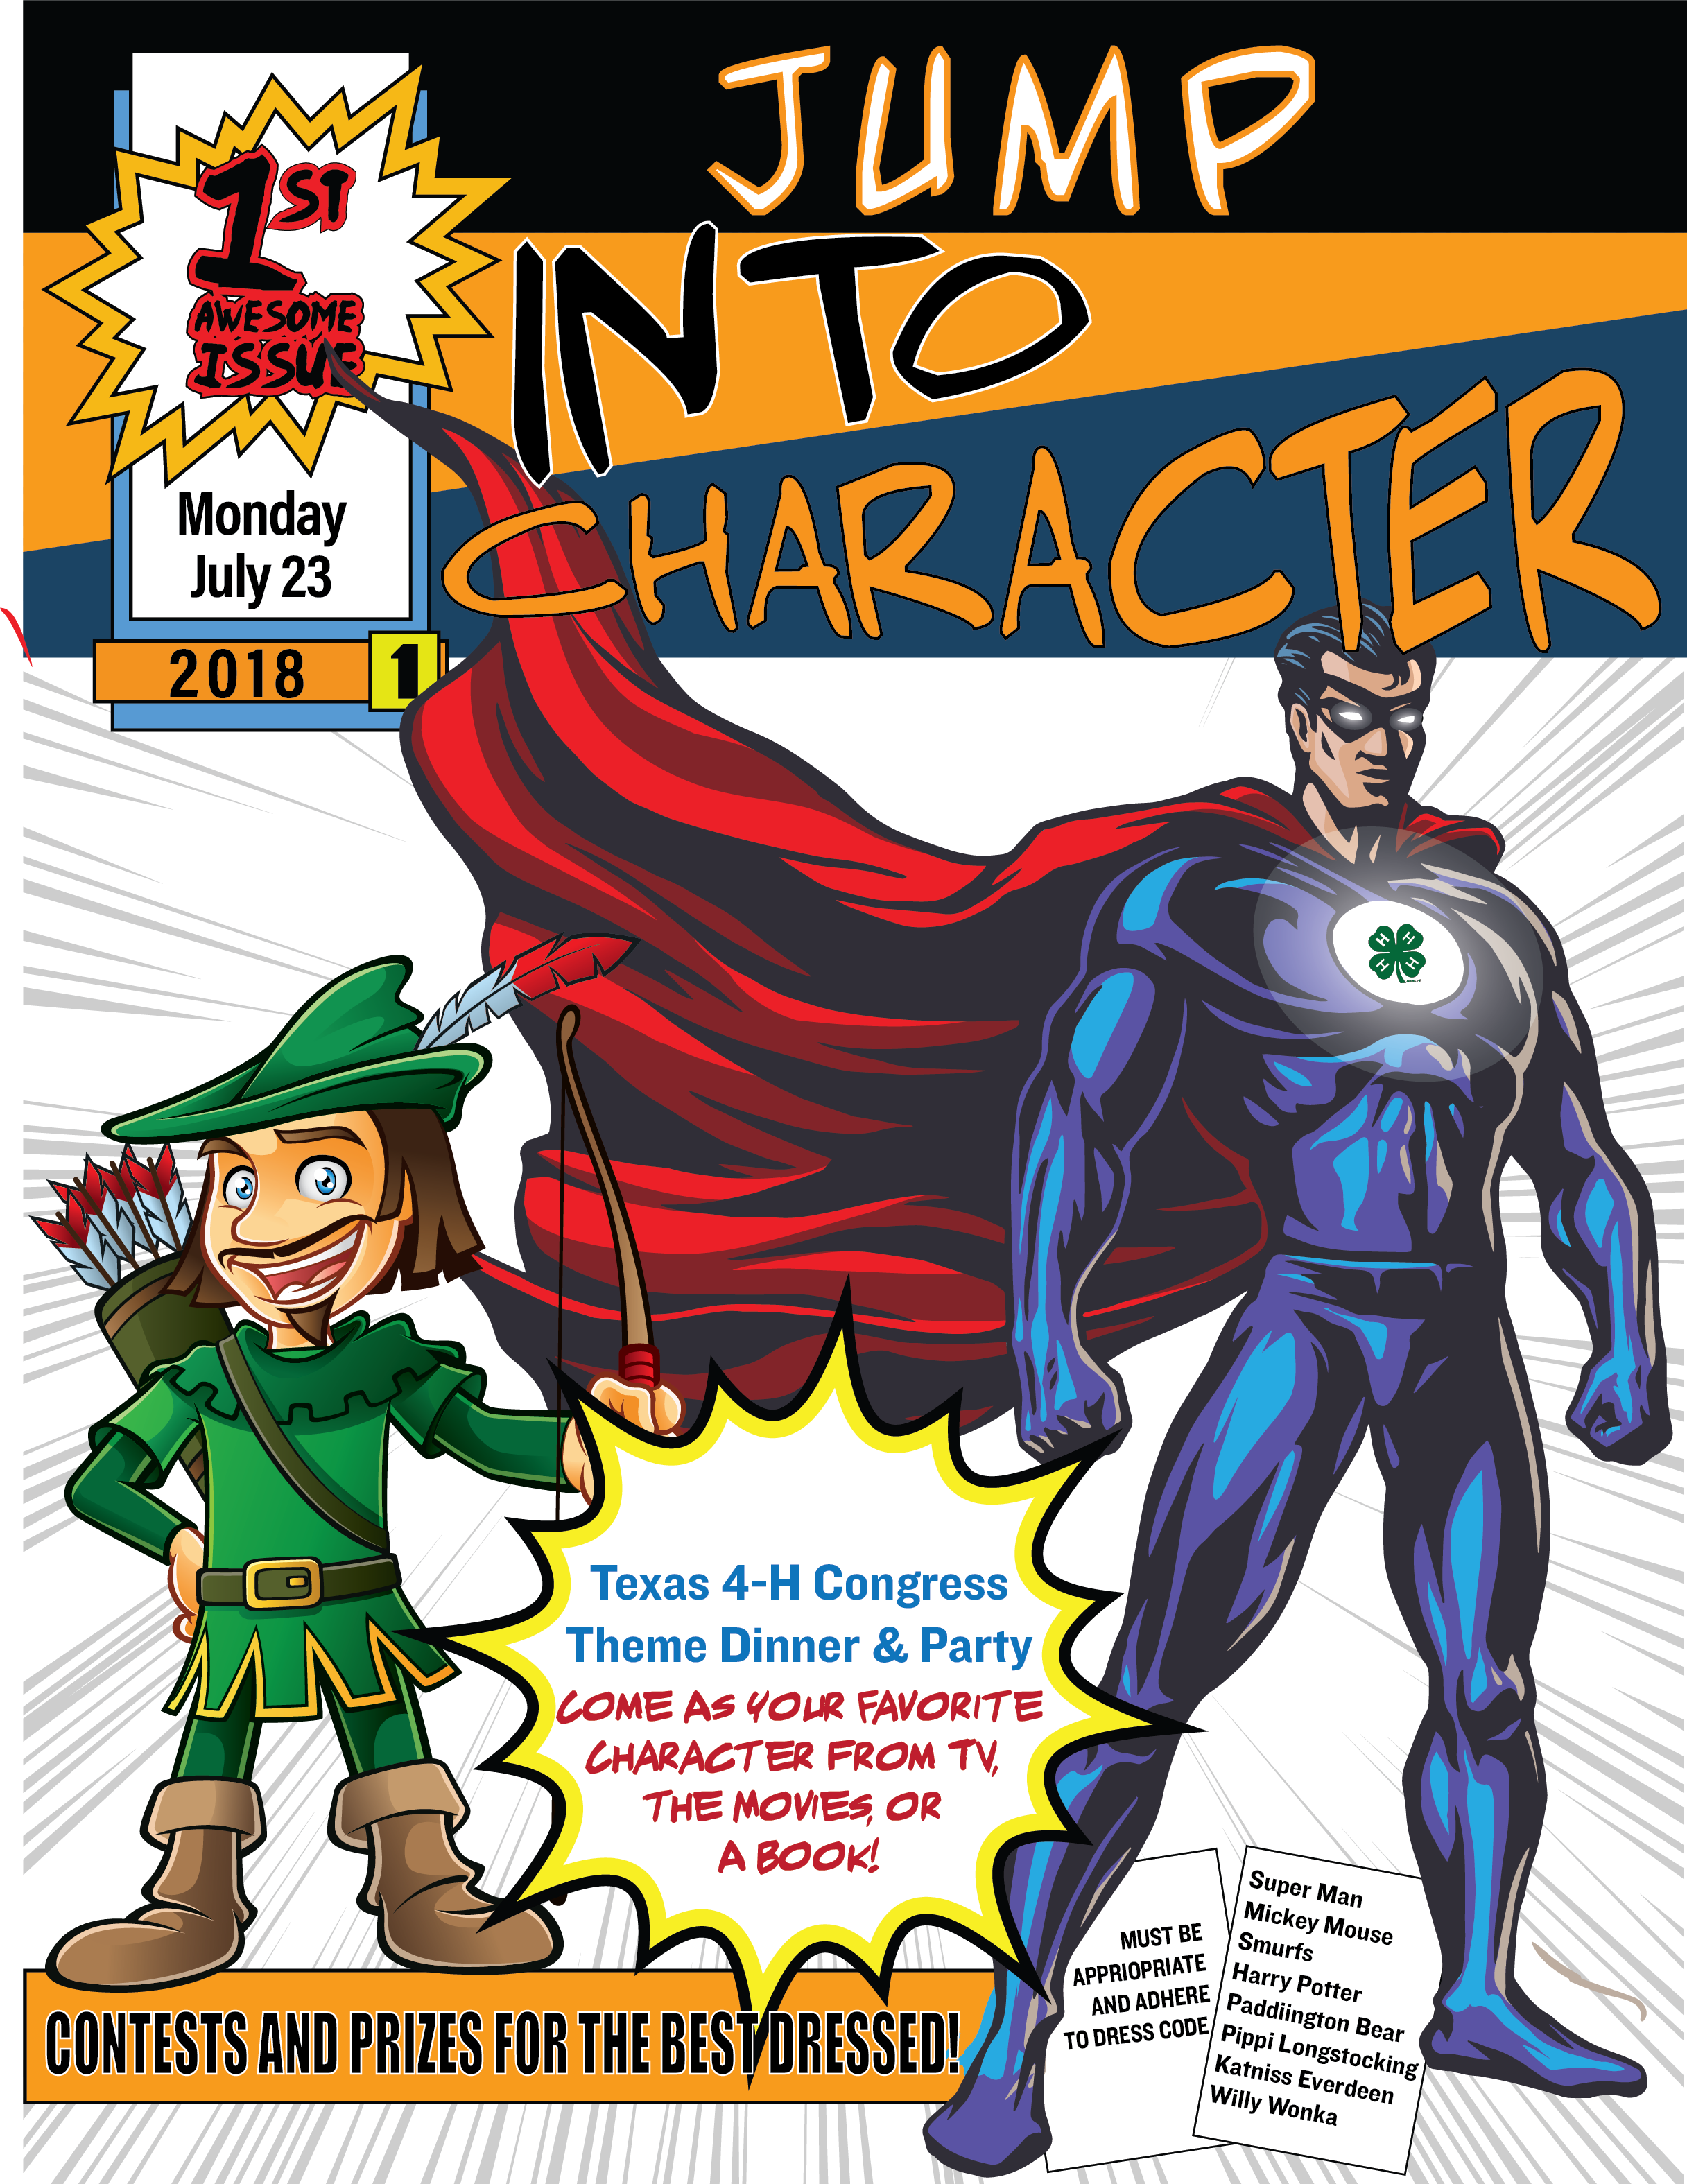 JUMP
INTO
CHARACTER
1ST
AWESOME
ISSUE
Monday
July 23
2018
1
H H
H H
Texas 4-H Congress
Theme Dinner & Party
COME AS YOUR FAVORITE
CHARACTER FROM TV,
THE MOVIES, OR
A BOOK!
CONTESTS AND PRIZES FOR THE BEST DRESSED!
MUST BE
APPRIOPRIATE
AND ADHERE
TO DRESS CODE
Super Man
Mickey Mouse
Smurfs
Harry Potter
Paddiington Bear
Pippi Longstocking
Katniss Everdeen
Willy Wonka